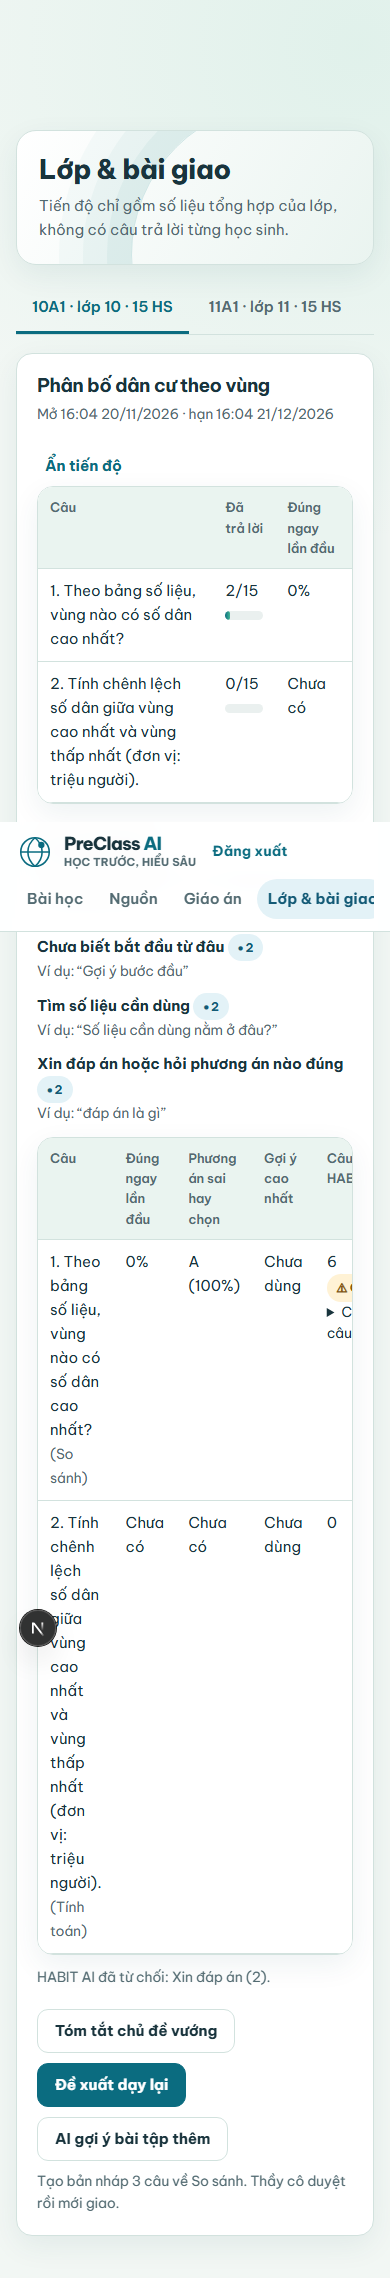 Lớp & bài giao
Tiến độ chỉ gồm số liệu tổng hợp của lớp,
không có câu trả lời từng học sinh.
10A1 · lớp 10 · 15 HS
11A1 · lớp 11 · 15 HS
Phân bố dân cư theo vùng
Mở 16:04 20/11/2026 · hạn 16:04 21/12/2026
Ẩn tiến độ
Câu
Đã
trả lời
Đúng
ngay
lần đầu
1. Theo bảng số liệu,
vùng nào có số dân
cao nhất?
2/15
0%
2. Tính chênh lệch
số dân giữa vùng
cao nhất và vùng
thấp nhất (đơn vị:
triệu người).
0/15
Chưa
có
PreClass AI
HỌC TRƯỚC, HIỂU SÂU
Đăng xuất
Bài học
Nguồn
Giáo án
Lớp & bài giao
Chưa biết bắt đầu từ đâu • 2
Ví dụ: “Gợi ý bước đầu”
Tìm số liệu cần dùng • 2
Ví dụ: “Số liệu cần dùng nằm ở đâu?”
Xin đáp án hoặc hỏi phương án nào đúng
• 2
Ví dụ: “đáp án là gì”
Câu
Đúng
ngay
lần
đầu
Phương
án sai
hay
chọn
Gợi ý
cao
nhất
Câu
HAB
1. Theo
bảng
số liệu,
vùng
nào có
số dân
cao
nhất?
(So
sánh)
0%
A
(100%)
Chưa
dùng
6
⚠
▶ C
câu
2. Tính
chênh
lệch
số dân
giữa
vùng
cao
nhất
và
vùng
thấp
nhất
(đơn
vị:
triệu
người).
(Tính
toán)
Chưa
có
Chưa
có
Chưa
dùng
0
N
HABIT AI đã từ chối: Xin đáp án (2).
Tóm tắt chủ đề vướng
Đề xuất dạy lại
AI gợi ý bài tập thêm
Tạo bản nháp 3 câu về So sánh. Thầy cô duyệt
rồi mới giao.